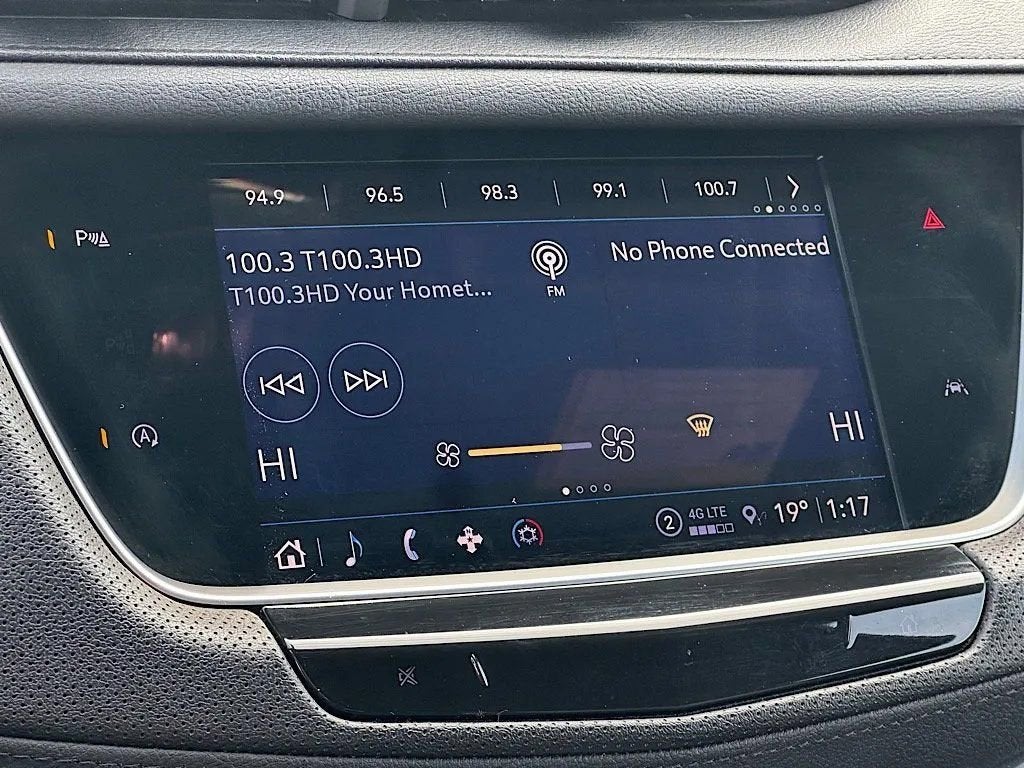 94.9 | 96.5 | 98.3 | 99.1 | 100.7
100.3 T100.3HD
T100.3HD Your Homet...
FM
No Phone Connected
P
A
HI
HI
2 4G LTE 19° | 1:17